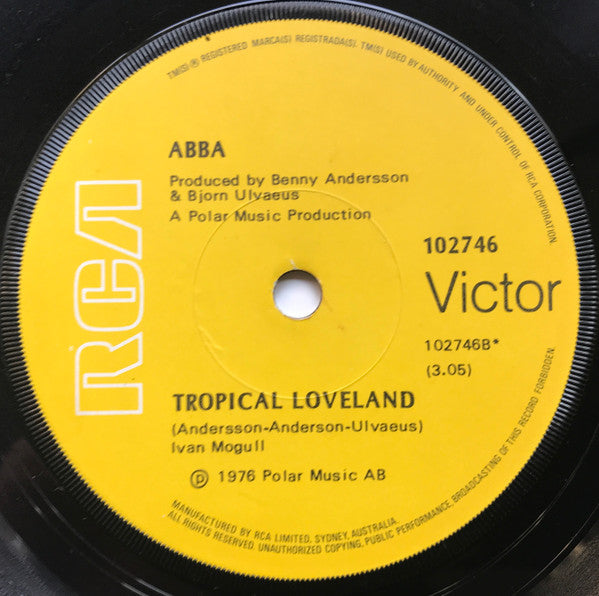 TM(S) ® REGISTERED MARCA(S) REGISTRADA(S). TM(S) USED BY AUTHORITY AND UNDER CONTROL OF RCA CORPORATION.
ABBA
Produced by Benny Andersson
& Bjorn Ulvaeus
A Polar Music Production
RCA
102746
Victor
102746B*
(3.05)
TROPICAL LOVELAND
(Andersson-Anderson-Ulvaeus)
Ivan Mogull
℗ 1976 Polar Music AB
MANUFACTURED BY RCA LIMITED, SYDNEY, AUSTRALIA.
ALL RIGHTS RESERVED. UNAUTHORIZED COPYING, PUBLIC PERFORMANCE, BROADCASTING OF THIS RECORD FORBIDDEN.